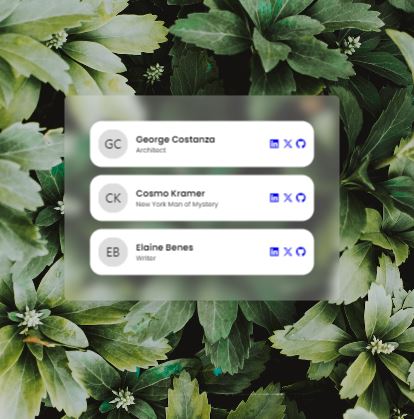 GC
George Costanza
Architect
CK
Cosmo Kramer
New York Man of Mystery
EB
Elaine Benes
Writer